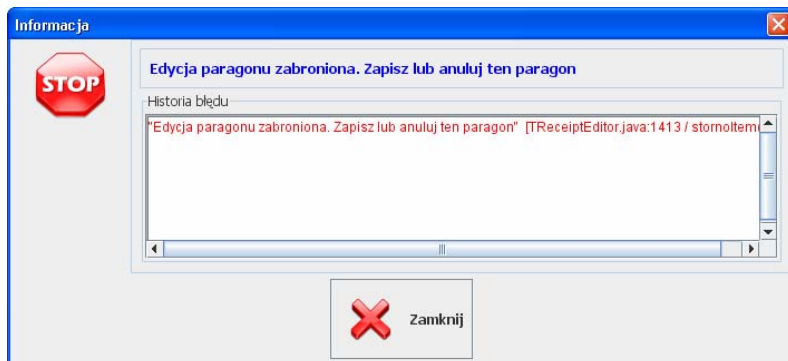 Informacja
STOP
Edycja paragonu zabroniona. Zapisz lub anuluj ten paragon
Historia błędu
"Edycja paragonu zabroniona. Zapisz lub anuluj ten paragon" [TReceiptEditor.java:1413 / stornoItem(
Zamknij